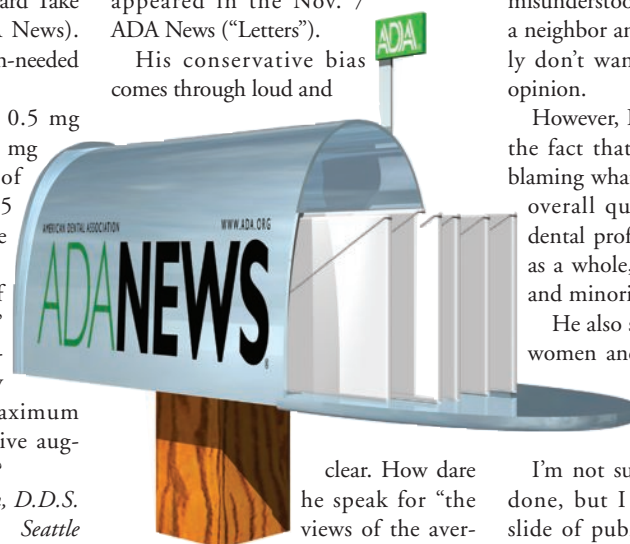 ard Take
News).
n-needed
0.5 mg
mg
of
5
aximum
ive aug-
D.D.S.
Seattle
appeared in the Nov. 7
ADA News (“Letters”).
His conservative bias
comes through loud and
ADA
AMERICAN DENTAL ASSOCIATION
WWW.ADA.ORG
ADANEWS®
clear. How dare
he speak for “the
views of the aver-
misunderstoo
a neighbor an
ly don’t wan
opinion.
However,
the fact that
blaming wha
overall qu
dental prof
as a whole,
and minori
He also s
women and
I’m not su
done, but I
slide of pub